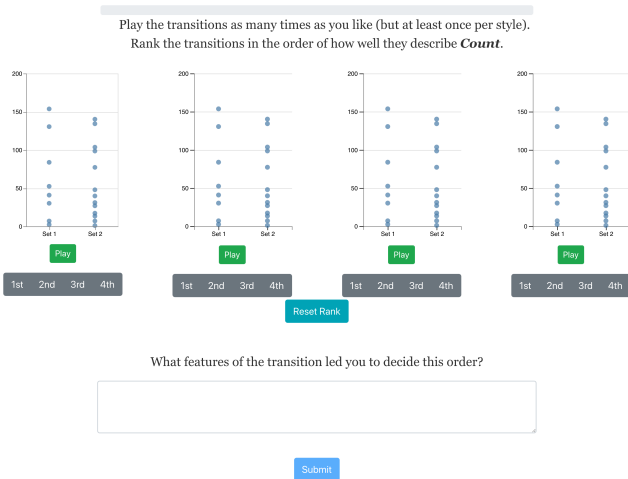 Play the transitions as many times as you like (but at least once per style).
Rank the transitions in the order of how well they describe Count.
200 200 200 200
150 150 150 150
100 100 100 100
50 50 50 50
0 0 0 0
Set 1 Set 2 Set 1 Set 2 Set 1 Set 2 Set 1 Set 2
Play Play Play Play
1st 2nd 3rd 4th 1st 2nd 3rd 4th 1st 2nd 3rd 4th 1st 2nd 3rd 4th
Reset Rank
What features of the transition led you to decide this order?
Submit